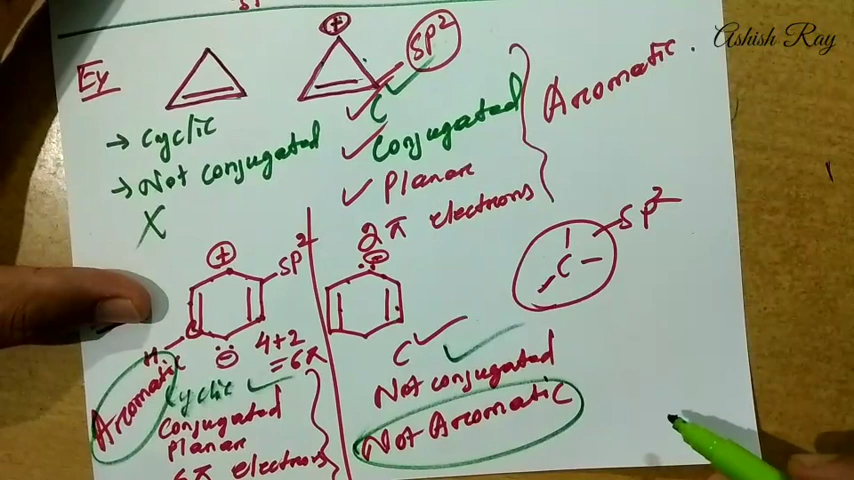 Ashish Ray
Ey
+
SP²
→ Cyclic
→ Not conjugated
X
✓ C ✓
✓ Conjugated
✓ Planar
2π electrons
Aromatic.
+
SP²
C
H
⊖
4+2
=6π
Aromatic
Cyclic ✓
Conjugated
Planar
6π electrons
⊖
C ✓
Not conjugated
Not Aromatic
C
SP²